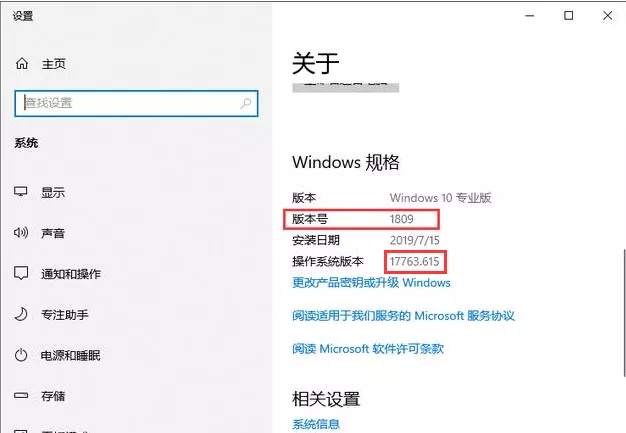 设置
主页
查找设置
系统
显示
声音
通知和操作
专注助手
电源和睡眠
存储
关于
Windows 规格
版本 Windows 10 专业版
版本号 1809
安装日期 2019/7/15
操作系统版本 17763.615
更改产品密钥或升级 Windows
阅读适用于我们服务的 Microsoft 服务协议
阅读 Microsoft 软件许可条款
相关设置
系统信息